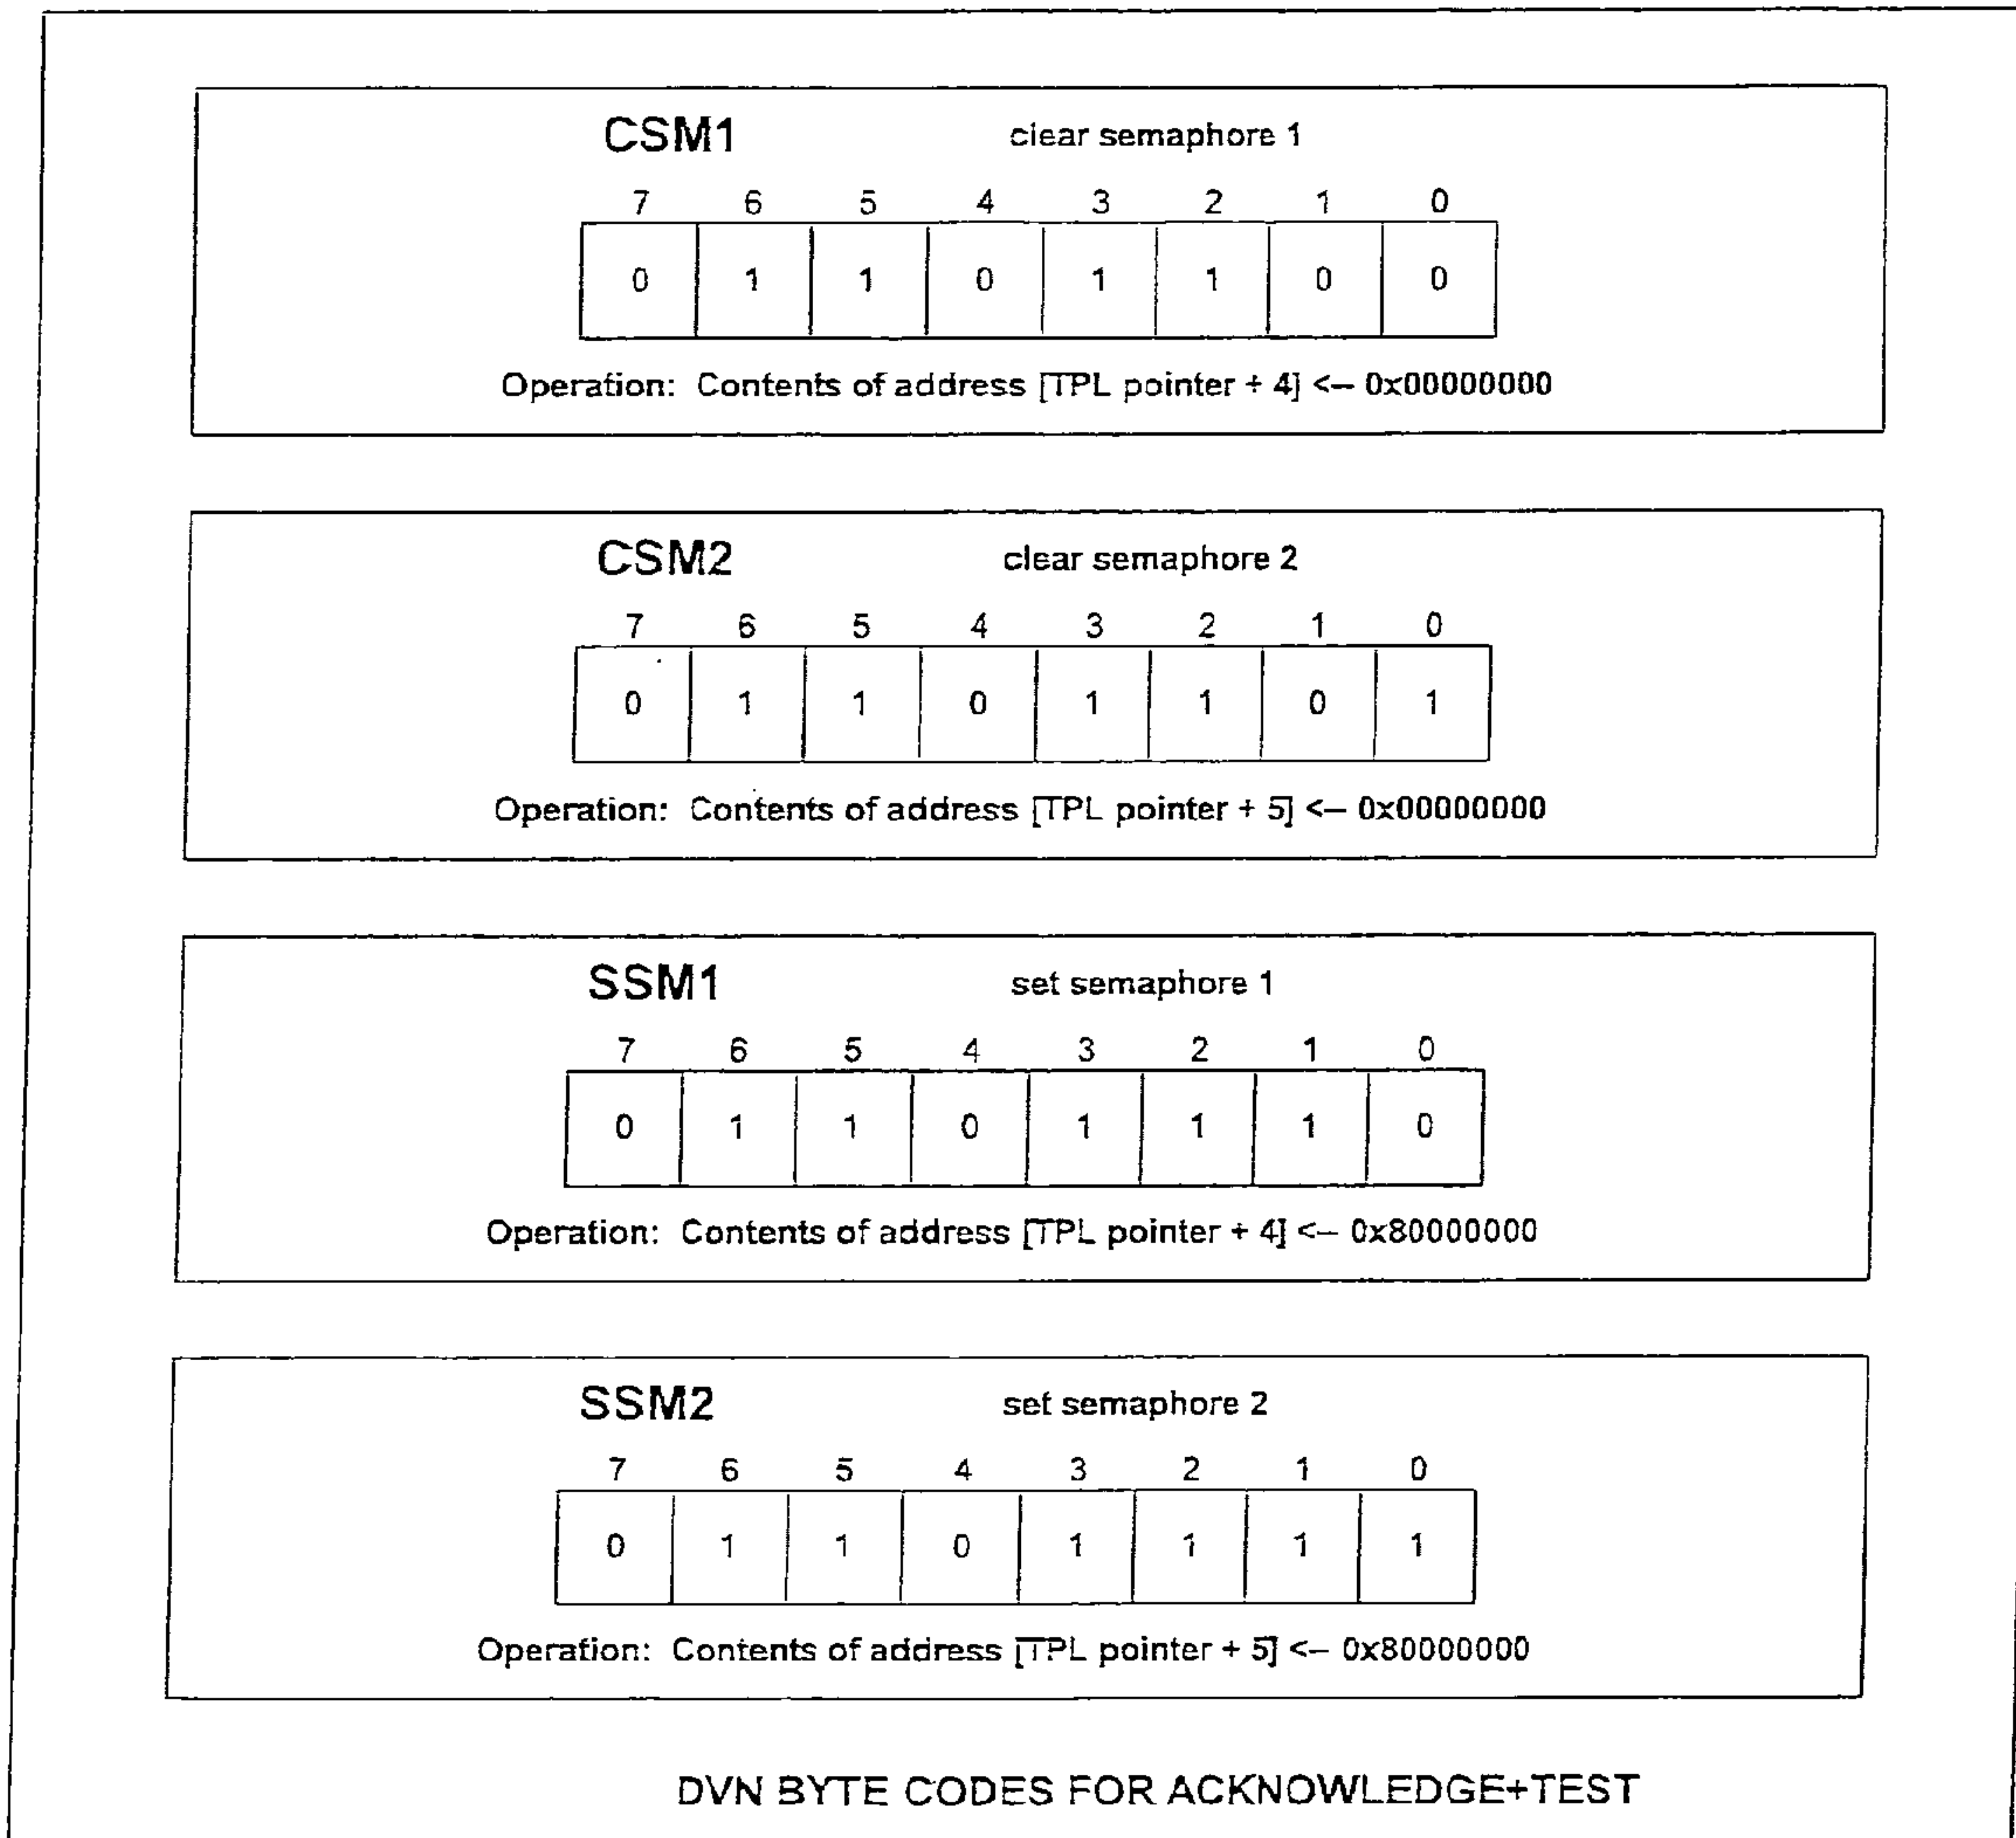 CSM1 clear semaphore 1
7 6 5 4 3 2 1 0
0 1 1 0 1 1 0 0
Operation: Contents of address [TPL pointer + 4] <– 0x00000000
CSM2 clear semaphore 2
7 6 5 4 3 2 1 0
0 1 1 0 1 1 0 1
Operation: Contents of address [TPL pointer + 5] <– 0x00000000
SSM1 set semaphore 1
7 6 5 4 3 2 1 0
0 1 1 0 1 1 1 0
Operation: Contents of address [TPL pointer + 4] <– 0x80000000
SSM2 set semaphore 2
7 6 5 4 3 2 1 0
0 1 1 0 1 1 1 1
Operation: Contents of address [TPL pointer + 5] <– 0x80000000
DVN BYTE CODES FOR ACKNOWLEDGE+TEST